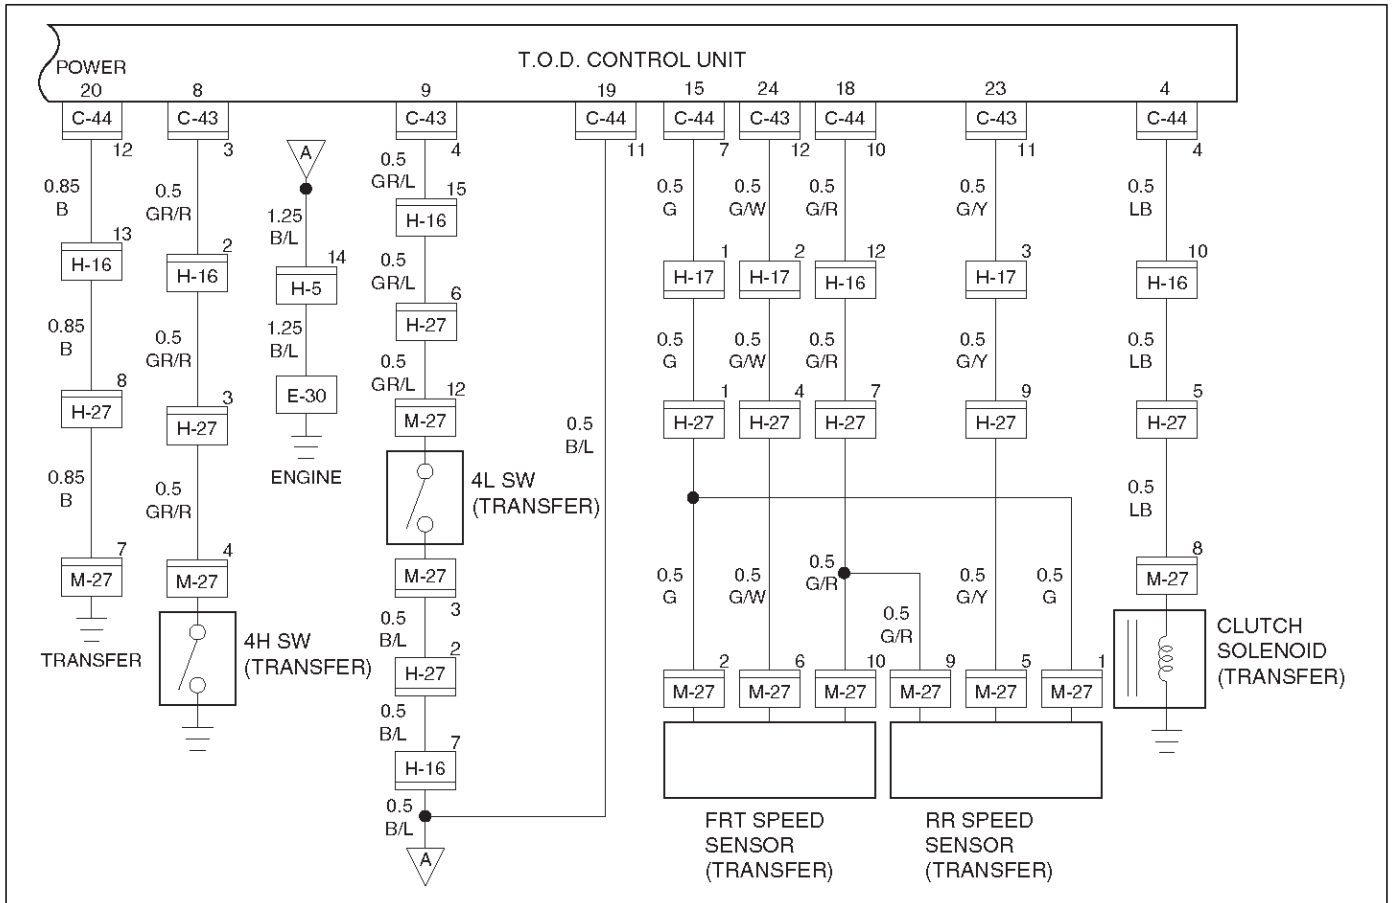 T.O.D. CONTROL UNIT
POWER
20 8 9 19 15 24 18 23 4
C-44 C-43 C-43 C-44 C-44 C-43 C-44 C-43 C-44
12 3 4 11 7 12 10 11 4
A
0.85
B
0.5
GR/R
1.25
B/L
0.5
GR/L
0.5
G
0.5
G/W
0.5
G/R
0.5
G/Y
0.5
LB
13
H-16
2
H-16
14
H-5
15
H-16
1
H-17
2
H-17
12
H-16
3
H-17
10
H-16
0.85
B
0.5
GR/R
1.25
B/L
0.5
GR/L
0.5
G
0.5
G/W
0.5
G/R
0.5
G/Y
0.5
LB
8
H-27
3
H-27
E-30
ENGINE
6
H-27
0.5
GR/L
12
M-27
4L SW
(TRANSFER)
0.5
B/L
1
H-27
4
H-27
7
H-27
9
H-27
5
H-27
0.85
B
0.5
GR/R
0.5
LB
7
M-27
TRANSFER
4
M-27
4H SW
(TRANSFER)
M-27
3
0.5
B/L
2
H-27
0.5
B/L
7
H-16
0.5
B/L
A
0.5
G
0.5
G/W
0.5
G/R
0.5
G/R
0.5
G/Y
0.5
G
8
M-27
CLUTCH
SOLENOID
(TRANSFER)
2 6 10 9 5 1
M-27 M-27 M-27 M-27 M-27 M-27
FRT SPEED
SENSOR
(TRANSFER)
RR SPEED
SENSOR
(TRANSFER)